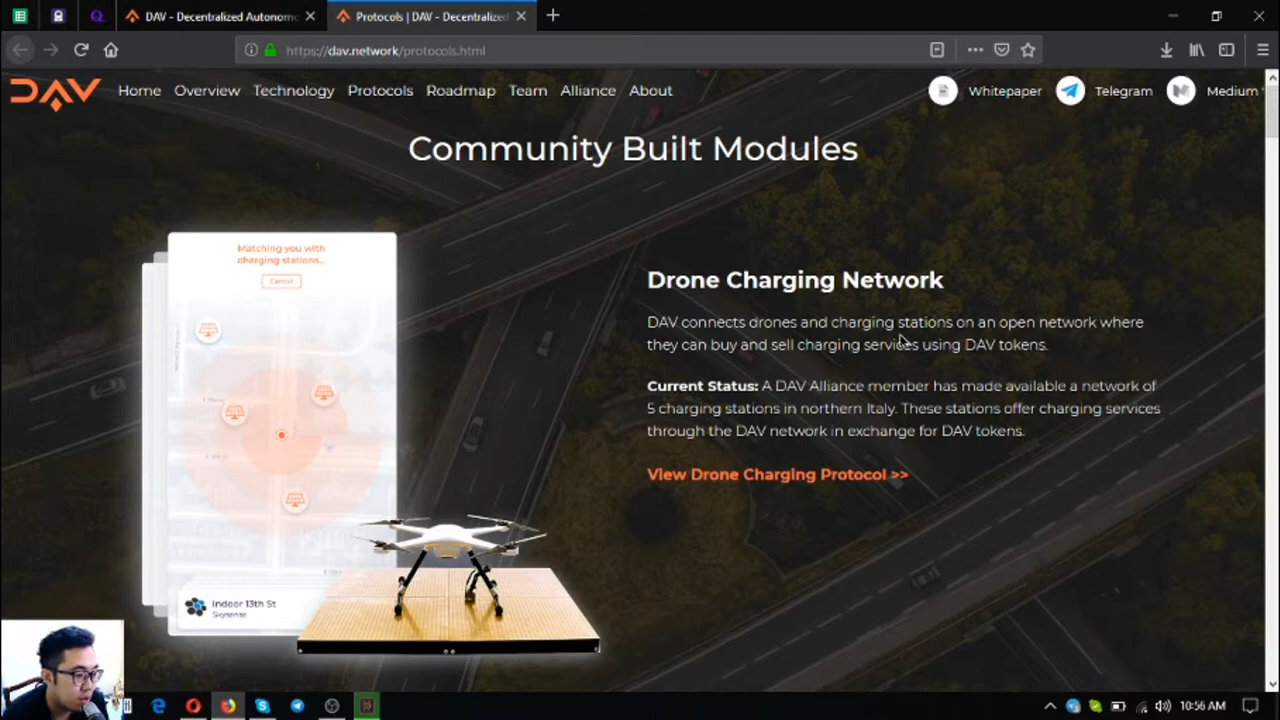 DAV - Decentralized Autonomo
Protocols | DAV - Decentralized
https://dav.network/protocols.html
DAV
Home
Overview
Technology
Protocols
Roadmap
Team
Alliance
About
Whitepaper
Telegram
Medium
Community Built Modules
Matching you with
charging stations...
Cancel
Indoor 13th St
Skysense
Drone Charging Network
DAV connects drones and charging stations on an open network where
they can buy and sell charging services using DAV tokens.
Current Status: A DAV Alliance member has made available a network of
5 charging stations in northern Italy. These stations offer charging services
through the DAV network in exchange for DAV tokens.
View Drone Charging Protocol >>
10:56 AM